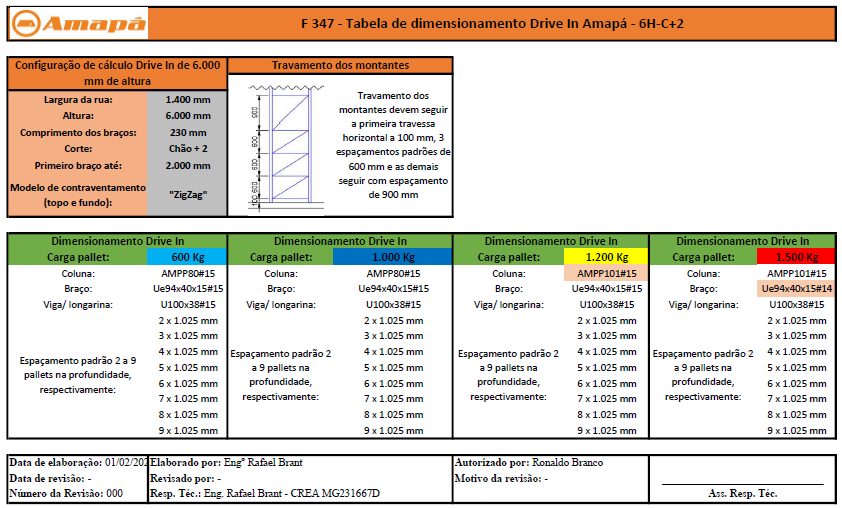 Amapá
F 347 - Tabela de dimensionamento Drive In Amapá - 6H-C+2
Configuração de cálculo Drive In de 6.000
mm de altura
Largura da rua: 1.400 mm
Altura: 6.000 mm
Comprimento dos braços: 230 mm
Corte: Chão + 2
Primeiro braço até: 2.000 mm
Modelo de contraventamento
(topo e fundo): "ZigZag"
Travamento dos montantes
900
600
600
600
100
Travamento dos
montantes devem seguir
a primeira travessa
horizontal a 100 mm, 3
espaçamentos padrões de
600 mm e as demais
seguir com espaçamento
de 900 mm
Dimensionamento Drive In
Carga pallet: 600 Kg
Coluna: AMPP80#15
Braço: Ue94x40x15#15
Viga/ longarina: U100x38#15
Espaçamento padrão 2 a 9
pallets na profundidade,
respectivamente:
2 x 1.025 mm
3 x 1.025 mm
4 x 1.025 mm
5 x 1.025 mm
6 x 1.025 mm
7 x 1.025 mm
8 x 1.025 mm
9 x 1.025 mm
Dimensionamento Drive In
Carga pallet: 1.000 Kg
Coluna: AMPP80#15
Braço: Ue94x40x15#15
Viga/ longarina: U100x38#15
Espaçamento padrão 2
a 9 pallets na
profundidade,
respectivamente:
2 x 1.025 mm
3 x 1.025 mm
4 x 1.025 mm
5 x 1.025 mm
6 x 1.025 mm
7 x 1.025 mm
8 x 1.025 mm
9 x 1.025 mm
Dimensionamento Drive In
Carga pallet: 1.200 Kg
Coluna: AMPP101#15
Braço: Ue94x40x15#15
Viga/ longarina: U100x38#15
Espaçamento padrão 2
a 9 pallets na
profundidade,
respectivamente:
2 x 1.025 mm
3 x 1.025 mm
4 x 1.025 mm
5 x 1.025 mm
6 x 1.025 mm
7 x 1.025 mm
8 x 1.025 mm
9 x 1.025 mm
Dimensionamento Drive In
Carga pallet: 1.500 Kg
Coluna: AMPP101#15
Braço: Ue94x40x15#14
Viga/ longarina: U100x38#15
Espaçamento padrão 2
a 9 pallets na
profundidade,
respectivamente:
2 x 1.025 mm
3 x 1.025 mm
4 x 1.025 mm
5 x 1.025 mm
6 x 1.025 mm
7 x 1.025 mm
8 x 1.025 mm
9 x 1.025 mm
Data de elaboração: 01/02/202
Data de revisão: -
Número da Revisão: 000
Elaborado por: Engº Rafael Brant
Revisado por: -
Resp. Téc.: Eng. Rafael Brant - CREA MG231667D
Autorizado por: Ronaldo Branco
Motivo da revisão: -
Ass. Resp. Téc.